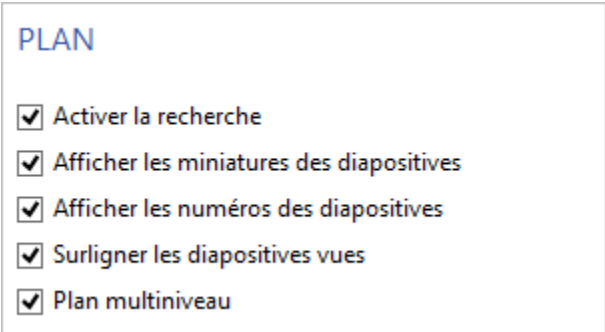 PLAN
Activer la recherche
Afficher les miniatures des diapositives
Afficher les numéros des diapositives
Surligner les diapositives vues
Plan multiniveau